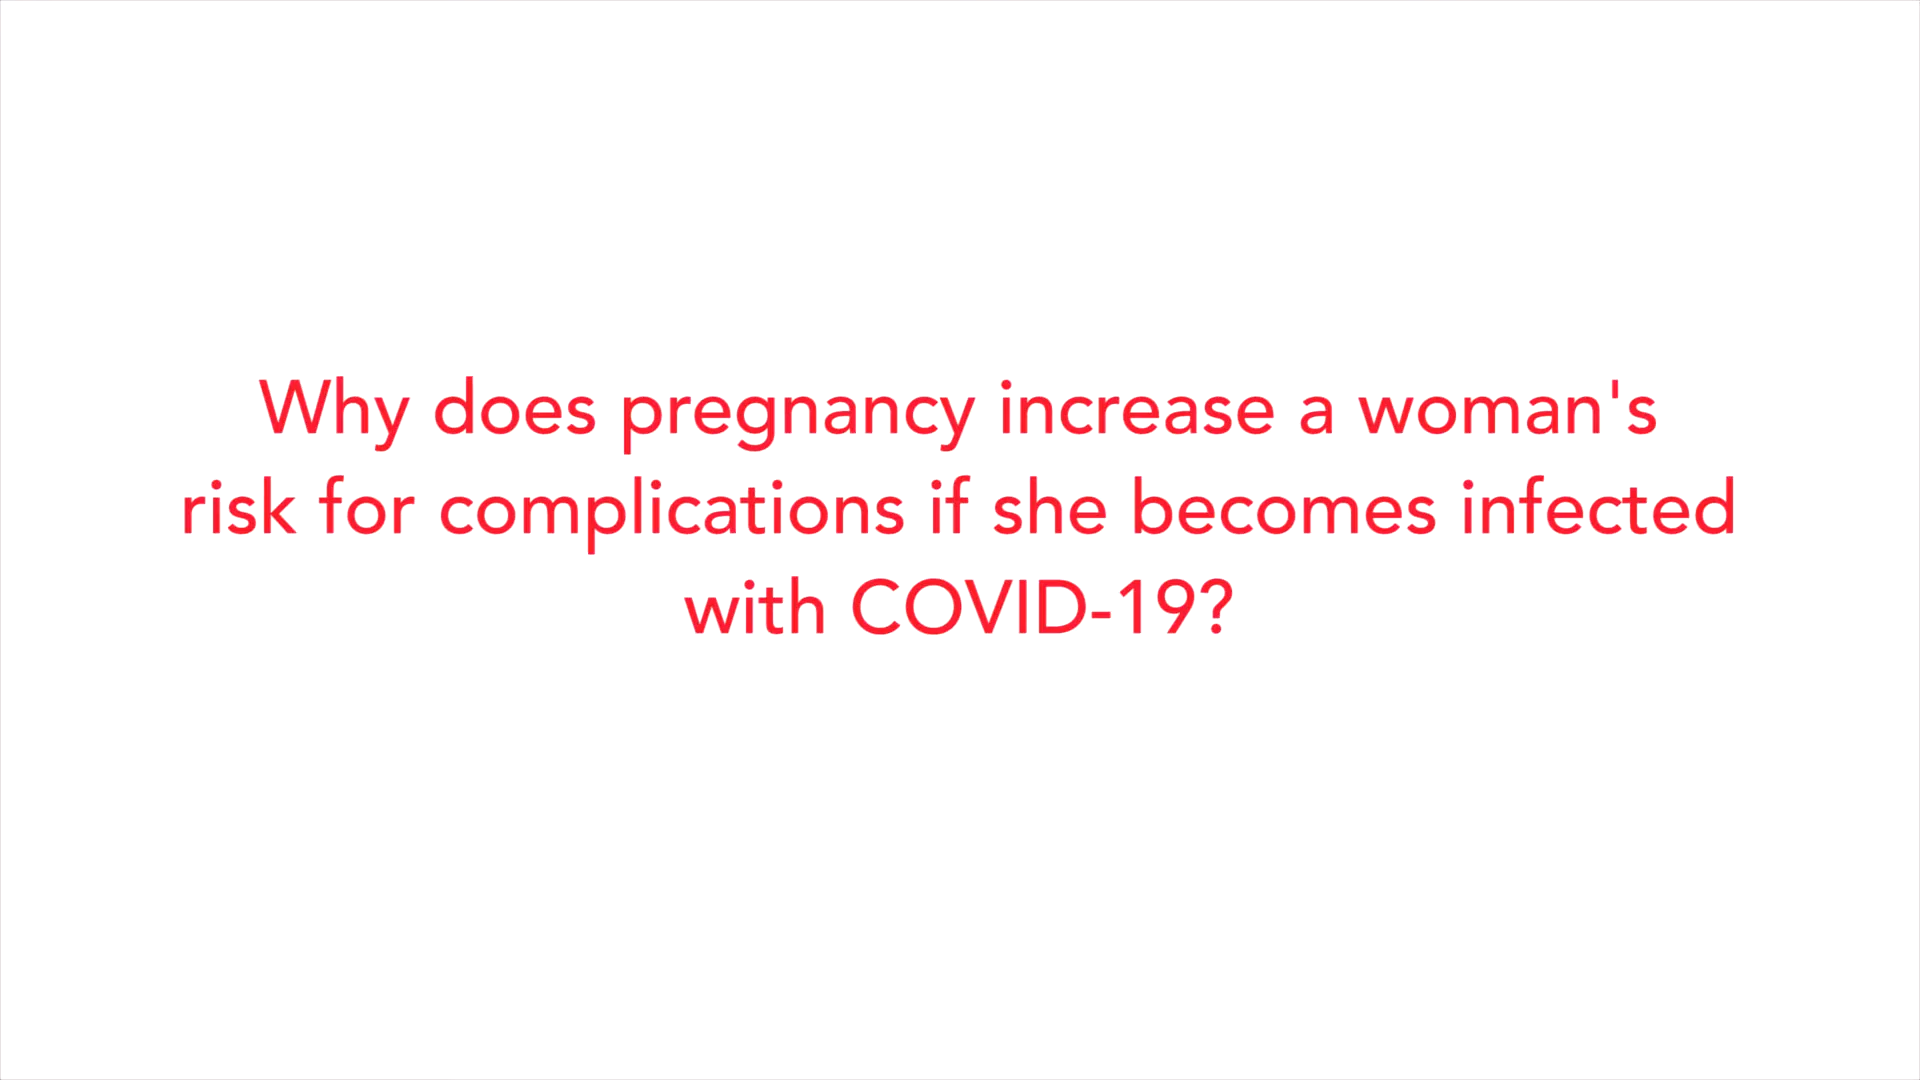 Why does pregnancy increase a woman's
risk for complications if she becomes infected
with COVID-19?